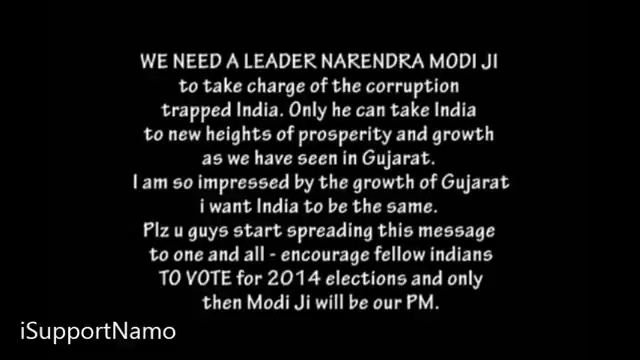 WE NEED A LEADER NARENDRA MODI JI
to take charge of the corruption
trapped India. Only he can take India
to new heights of prosperity and growth
as we have seen in Gujarat.
I am so impressed by the growth of Gujarat
i want India to be the same.
Plz u guys start spreading this message
to one and all - encourage fellow indians
TO VOTE for 2014 elections and only
then Modi Ji will be our PM.
iSupportNamo